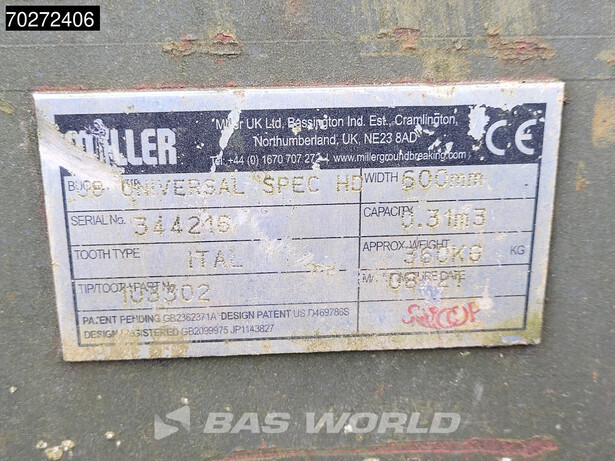 70272406
MILLER
Miller UK Ltd. Bassington Ind. Est., Cramlington,
Northumberland, UK, NE23 8AD
Tel: +44 (0) 1670 707 272 www.millergroundbreaking.com
CE
UNIVERSAL SPEC HD
WIDTH 600mm
SERIAL No. 344216
CAPACITY 0.31m3
TOOTH TYPE ITAL
APPROX. WEIGHT 360KG KG
TIP/TOOTH PART No. 103302
MANUFACTURE DATE 08 21
PATENT PENDING GB2362371A DESIGN PATENT US D469786S
DESIGN REGISTERED GB2099975 JP1143827
BAS WORLD